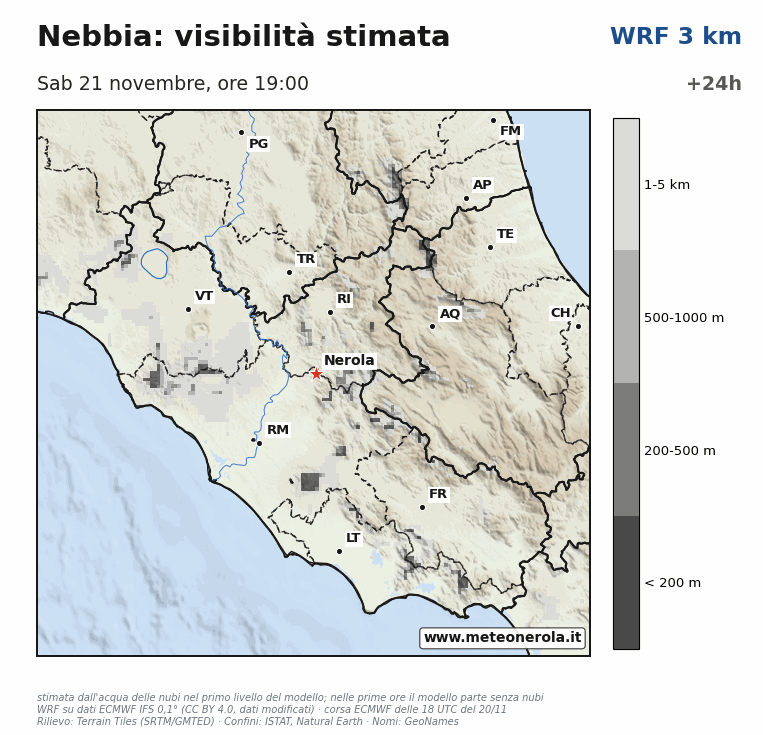 Nebbia: visibilità stimata
WRF 3 km
Sab 21 novembre, ore 19:00
+24h
FM
PG
AP
TE
TR
VT
RI
AQ
CH
Nerola
RM
FR
LT
1-5 km
500-1000 m
200-500 m
< 200 m
www.meteonerola.it
stimata dall'acqua delle nubi nel primo livello del modello; nelle prime ore il modello parte senza nubi
WRF su dati ECMWF IFS 0,1° (CC BY 4.0, dati modificati) · corsa ECMWF delle 18 UTC del 20/11
Rilievo: Terrain Tiles (SRTM/GMTED) · Confini: ISTAT, Natural Earth · Nomi: GeoNames